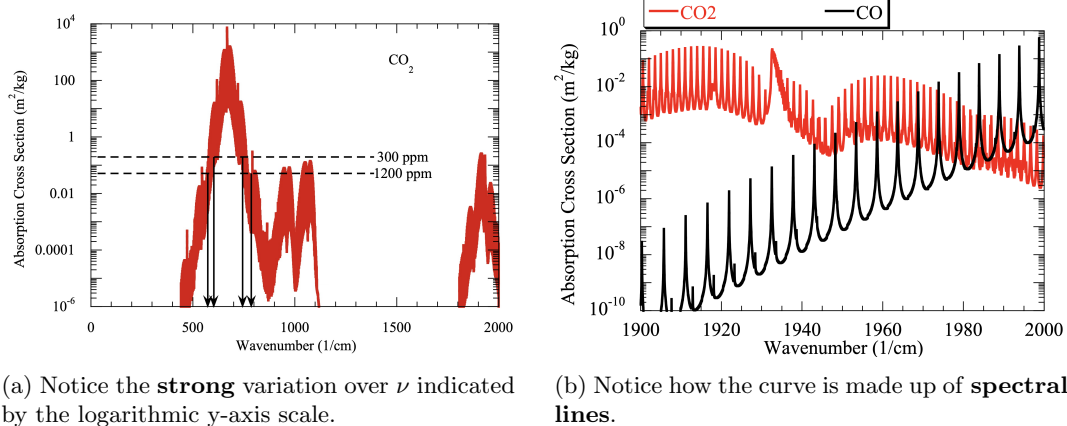 CO2 CO
10^4
100
1
0.01
0.0001
10^-6
Absorption Cross Section (m^2/kg)
CO_2
300 ppm
1200 ppm
0 500 1000 1500 2000
Wavenumber (1/cm)
10^0
10^-2
10^-4
10^-6
10^-8
10^-10
Absorption Cross Section (m^2/kg)
1900 1920 1940 1960 1980 2000
Wavenumber (1/cm)
(a) Notice the strong variation over ν indicated
by the logarithmic y-axis scale.
(b) Notice how the curve is made up of spectral
lines.